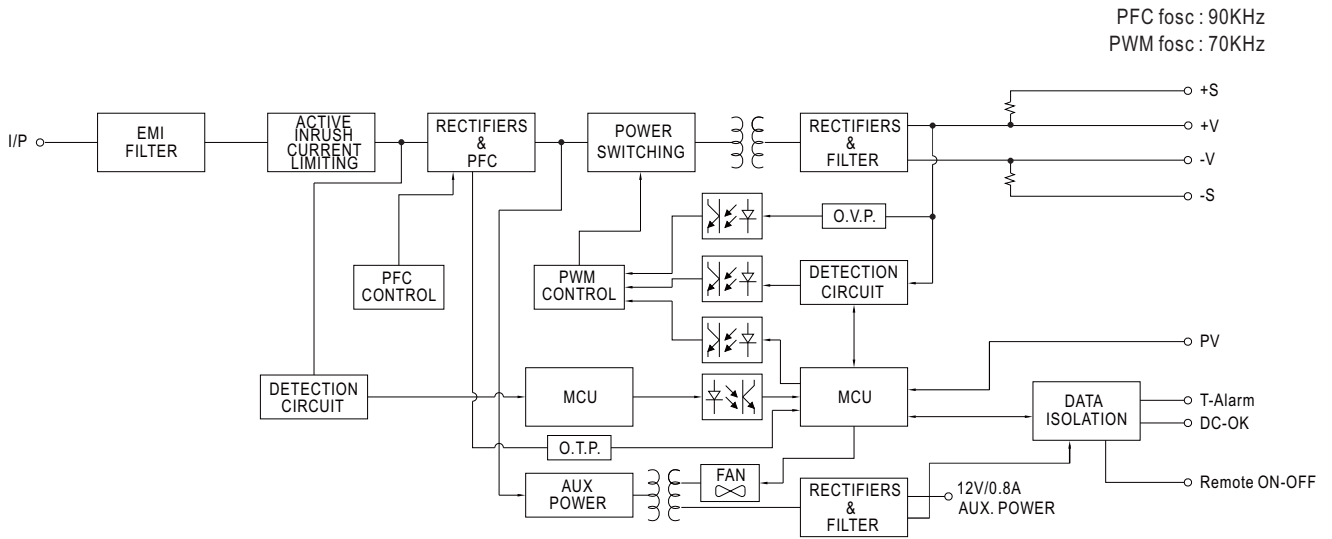 PFC fosc : 90KHz
PWM fosc : 70KHz
I/P
EMI
FILTER
ACTIVE
INRUSH
CURRENT
LIMITING
RECTIFIERS
&
PFC
POWER
SWITCHING
RECTIFIERS
&
FILTER
+S
+V
-V
-S
O.V.P.
PFC
CONTROL
PWM
CONTROL
DETECTION
CIRCUIT
PV
DETECTION
CIRCUIT
MCU
MCU
DATA
ISOLATION
T-Alarm
DC-OK
O.T.P.
Remote ON-OFF
AUX
POWER
FAN
RECTIFIERS
&
FILTER
12V/0.8A
AUX. POWER